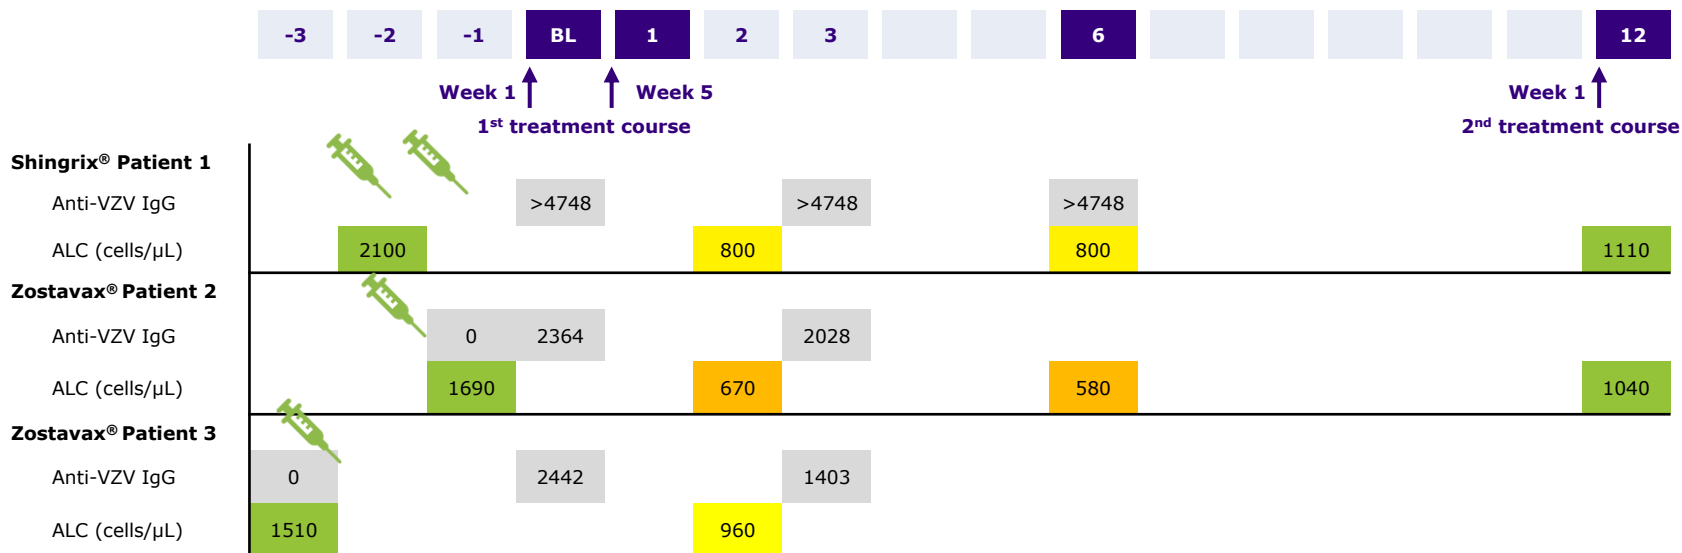 -3 -2 -1 BL 1 2 3 6 12
Week 1 Week 5 Week 1
1st treatment course 2nd treatment course
Shingrix® Patient 1
Anti-VZV IgG >4748 >4748 >4748
ALC (cells/µL) 2100 800 800 1110
Zostavax® Patient 2
Anti-VZV IgG 0 2364 2028
ALC (cells/µL) 1690 670 580 1040
Zostavax® Patient 3
Anti-VZV IgG 0 2442 1403
ALC (cells/µL) 1510 960